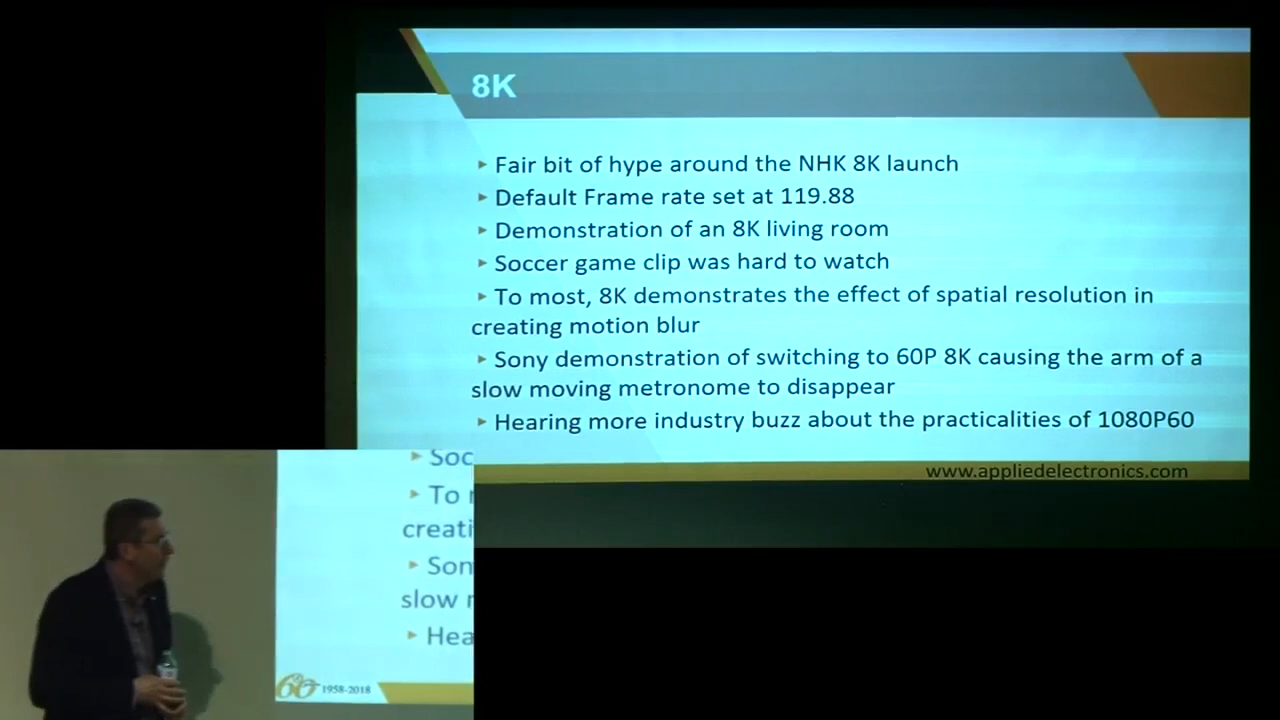 8K
▸ Fair bit of hype around the NHK 8K launch
▸ Default Frame rate set at 119.88
▸ Demonstration of an 8K living room
▸ Soccer game clip was hard to watch
▸ To most, 8K demonstrates the effect of spatial resolution in
creating motion blur
▸ Sony demonstration of switching to 60P 8K causing the arm of a
slow moving metronome to disappear
▸ Hearing more industry buzz about the practicalities of 1080P60
www.appliedelectronics.com
▸ Soc
▸ To
creati
▸ Son
slow
▸ Hea
60 1958-2018